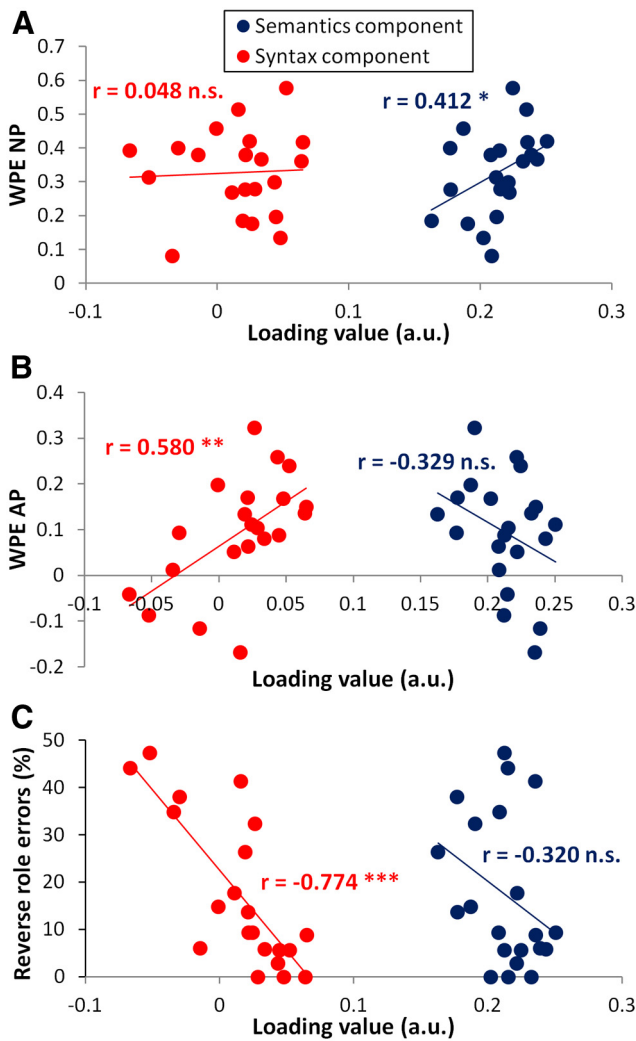 A
Semantics component
Syntax component
0.7
0.6
0.5
0.4
0.3
0.2
0.1
0
WPE NP
r = 0.048 n.s.
r = 0.412 *
-0.1 0 0.1 0.2 0.3
Loading value (a.u.)
B
0.4
0.3
0.2
0.1
0
-0.1
-0.2
WPE AP
r = 0.580 **
r = -0.329 n.s.
-0.05 0 0.05 0.1 0.15 0.2 0.25 0.3
Loading value (a.u.)
C
50
40
30
20
10
0
Reverse role errors (%)
r = -0.774 ***
r = -0.320 n.s.
-0.1 0 0.1 0.2 0.3
Loading value (a.u.)